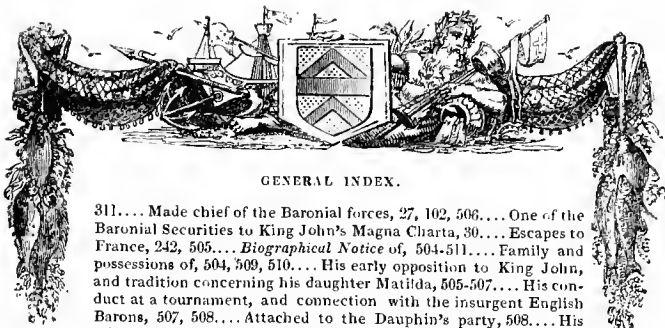 GENERAL INDEX.
311.... Made chief of the Baronial forces, 27, 102, 506.... One of the
Baronial Securities to King John's Magna Charta, 30.... Escapes to
France, 242, 505.... Biographical Notice of, 504-511.... Family and
possessions of, 504, 509, 510.... His early opposition to King John,
and tradition concerning his daughter Matilda, 505-507.... His con-
duct at a tournament, and connection with the insurgent English
Barons, 507, 508.... Attached to the Dauphin's party, 508.... His